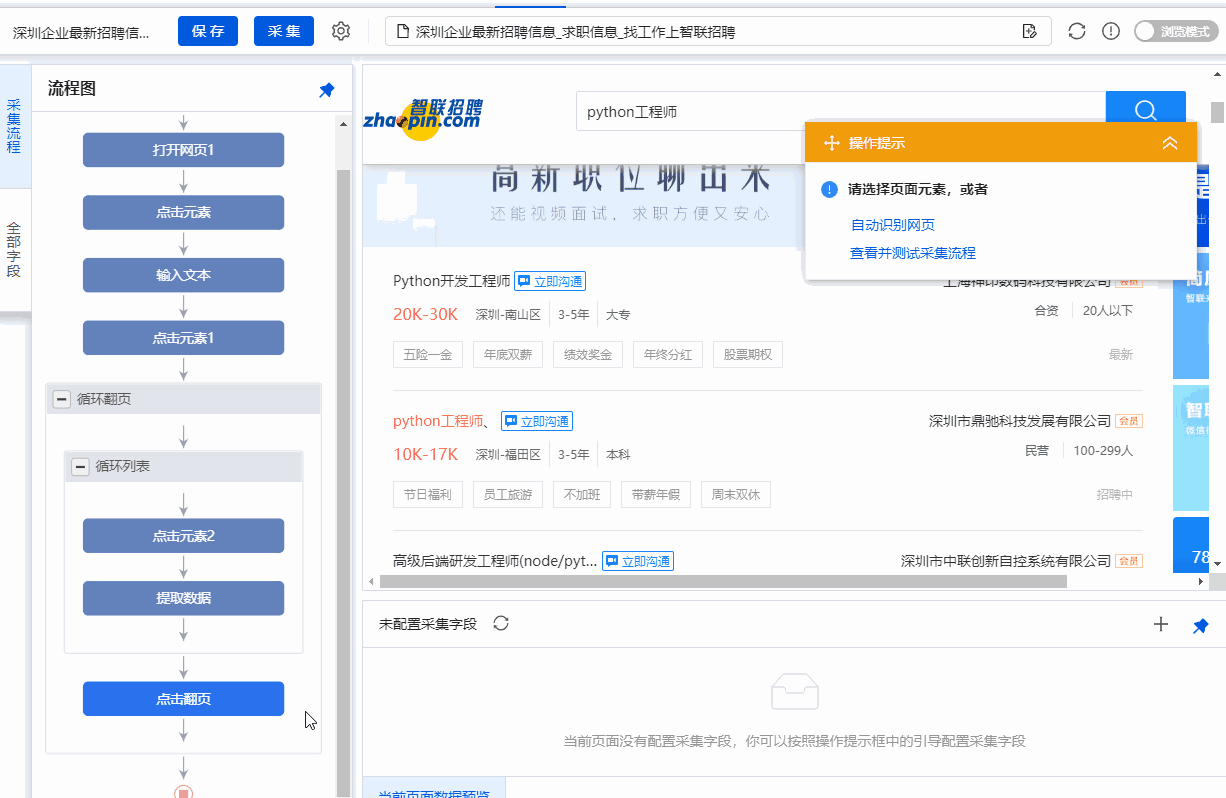 深圳企业最新招聘信...
保存
采集
深圳企业最新招聘信息_求职信息_找工作上智联招聘
浏览模式
采集流程
全部字段
流程图
打开网页1
点击元素
输入文本
点击元素1
循环翻页
循环列表
点击元素2
提取数据
点击翻页
智联招聘
zhaopin.com
python工程师
操作提示
请选择页面元素，或者
自动识别网页
查看并测试采集流程
高新职位聊出来
还能视频面试，求职方便又安心
Python开发工程师 立即沟通
上海神印数码科技有限公司 会员
20K-30K 深圳-南山区 3-5年 大专
合资 20人以下
五险一金 年底双薪 绩效奖金 年终分红 股票期权
最新
python工程师、 立即沟通
深圳市鼎驰科技发展有限公司 会员
10K-17K 深圳-福田区 3-5年 本科
民营 100-299人
节日福利 员工旅游 不加班 带薪年假 周末双休
招聘中
高级后端研发工程师(node/pyt... 立即沟通
深圳市中联创新自控系统有限公司 会员
78
未配置采集字段
当前页面没有配置采集字段，你可以按照操作提示框中的引导配置采集字段
当前页面数据预览